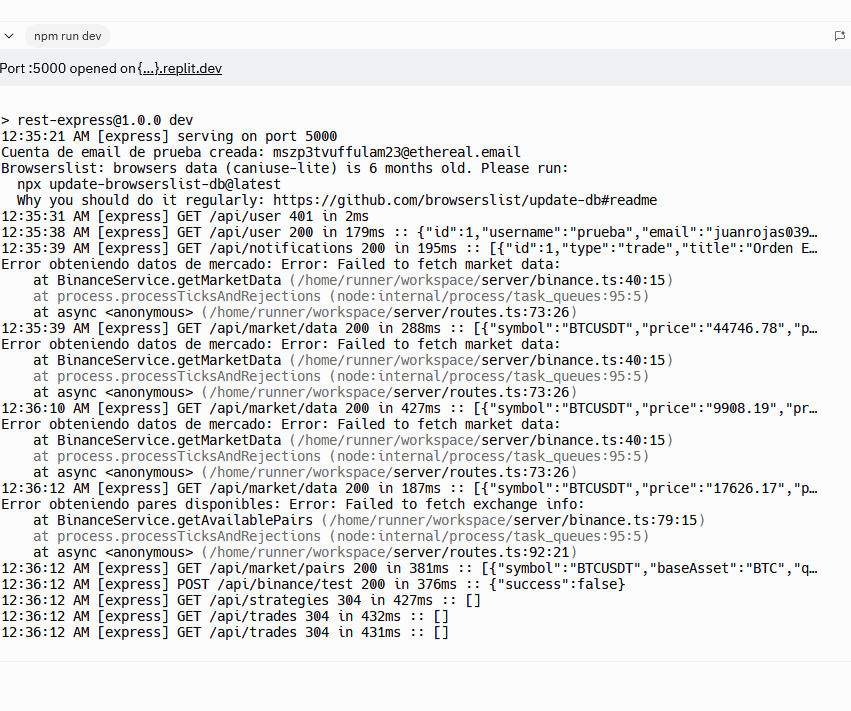 npm run dev
Port :5000 opened on {...}.replit.dev
> rest-express@1.0.0 dev
12:35:21 AM [express] serving on port 5000
Cuenta de email de prueba creada: mszp3tvuffulam23@ethereal.email
Browserslist: browsers data (caniuse-lite) is 6 months old. Please run:
  npx update-browserslist-db@latest
  Why you should do it regularly: https://github.com/browserslist/update-db#readme
12:35:31 AM [express] GET /api/user 401 in 2ms
12:35:38 AM [express] GET /api/user 200 in 179ms :: {"id":1,"username":"prueba","email":"juanrojas039…
12:35:39 AM [express] GET /api/notifications 200 in 195ms :: [{"id":1,"type":"trade","title":"Orden E…
Error obteniendo datos de mercado: Error: Failed to fetch market data:
    at BinanceService.getMarketData (/home/runner/workspace/server/binance.ts:40:15)
    at process.processTicksAndRejections (node:internal/process/task_queues:95:5)
    at async <anonymous> (/home/runner/workspace/server/routes.ts:73:26)
12:35:39 AM [express] GET /api/market/data 200 in 288ms :: [{"symbol":"BTCUSDT","price":"44746.78","p…
Error obteniendo datos de mercado: Error: Failed to fetch market data:
    at BinanceService.getMarketData (/home/runner/workspace/server/binance.ts:40:15)
    at process.processTicksAndRejections (node:internal/process/task_queues:95:5)
    at async <anonymous> (/home/runner/workspace/server/routes.ts:73:26)
12:36:10 AM [express] GET /api/market/data 200 in 427ms :: [{"symbol":"BTCUSDT","price":"9908.19","pr…
Error obteniendo datos de mercado: Error: Failed to fetch market data:
    at BinanceService.getMarketData (/home/runner/workspace/server/binance.ts:40:15)
    at process.processTicksAndRejections (node:internal/process/task_queues:95:5)
    at async <anonymous> (/home/runner/workspace/server/routes.ts:73:26)
12:36:12 AM [express] GET /api/market/data 200 in 187ms :: [{"symbol":"BTCUSDT","price":"17626.17","p…
Error obteniendo pares disponibles: Error: Failed to fetch exchange info:
    at BinanceService.getAvailablePairs (/home/runner/workspace/server/binance.ts:79:15)
    at process.processTicksAndRejections (node:internal/process/task_queues:95:5)
    at async <anonymous> (/home/runner/workspace/server/routes.ts:92:21)
12:36:12 AM [express] GET /api/market/pairs 200 in 381ms :: [{"symbol":"BTCUSDT","baseAsset":"BTC","q…
12:36:12 AM [express] POST /api/binance/test 200 in 376ms :: {"success":false}
12:36:12 AM [express] GET /api/strategies 304 in 427ms :: []
12:36:12 AM [express] GET /api/trades 304 in 432ms :: []
12:36:12 AM [express] GET /api/trades 304 in 431ms :: []